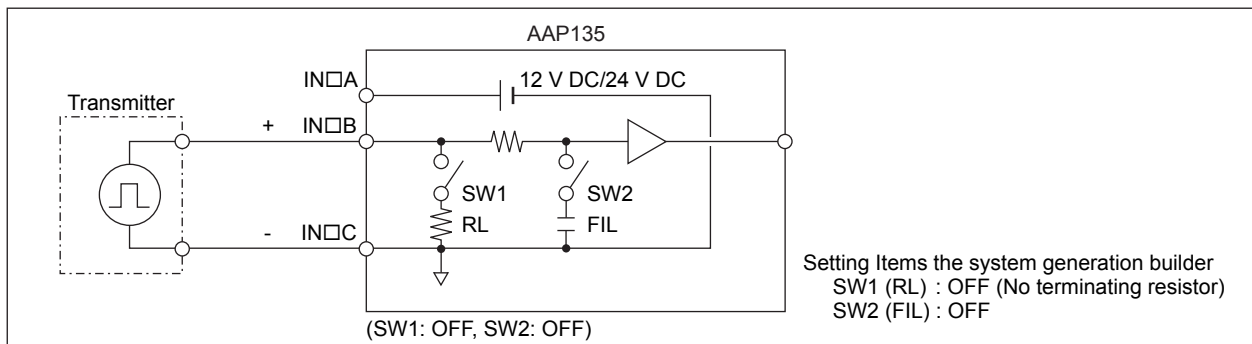 AAP135
IN□A
12 V DC/24 V DC
Transmitter
+
IN□B
SW1
SW2
RL
FIL
-
IN□C
Setting Items the system generation builder
SW1 (RL) : OFF (No terminating resistor)
SW2 (FIL) : OFF
(SW1: OFF, SW2: OFF)